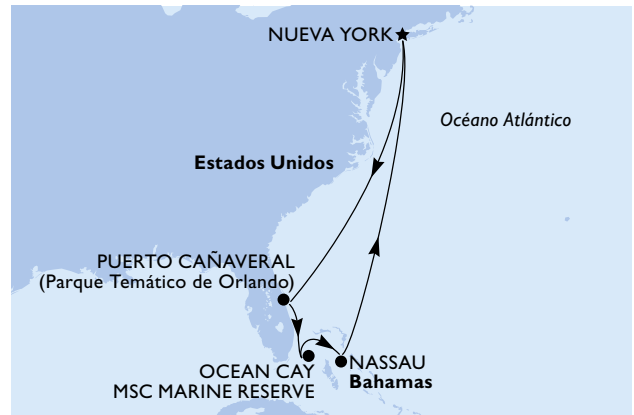 NUEVA YORK
Océano Atlántico
Estados Unidos
PUERTO CAÑAVERAL
(Parque Temático de Orlando)
OCEAN CAY
MSC MARINE RESERVE
NASSAU
Bahamas